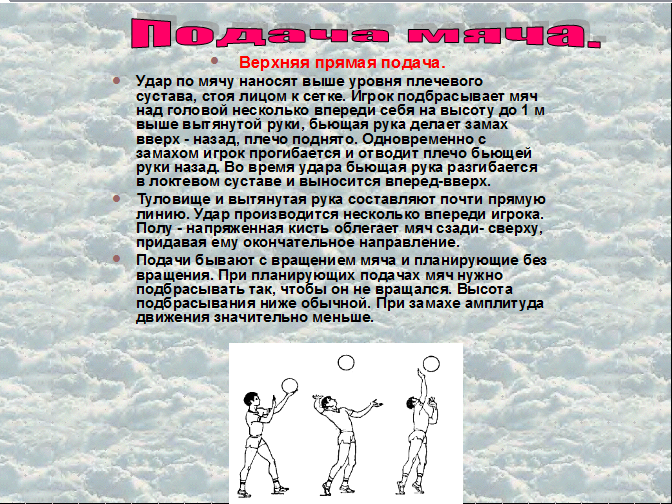 Подача мяча.
Верхняя прямая подача.
Удар по мячу наносят выше уровня плечевого
сустава, стоя лицом к сетке. Игрок подбрасывает мяч
над головой несколько впереди себя на высоту до 1 м
выше вытянутой руки, бьющая рука делает замах
вверх - назад, плечо поднято. Одновременно с
замахом игрок прогибается и отводит плечо бьющей
руки назад. Во время удара бьющая рука разгибается
в локтевом суставе и выносится вперед-вверх.
Туловище и вытянутая рука составляют почти прямую
линию. Удар производится несколько впереди игрока.
Полу - напряженная кисть облегает мяч сзади- сверху,
придавая ему окончательное направление.
Подачи бывают с вращением мяча и планирующие без
вращения. При планирующих подачах мяч нужно
подбрасывать так, чтобы он не вращался. Высота
подбрасывания ниже обычной. При замахе амплитуда
движения значительно меньше.